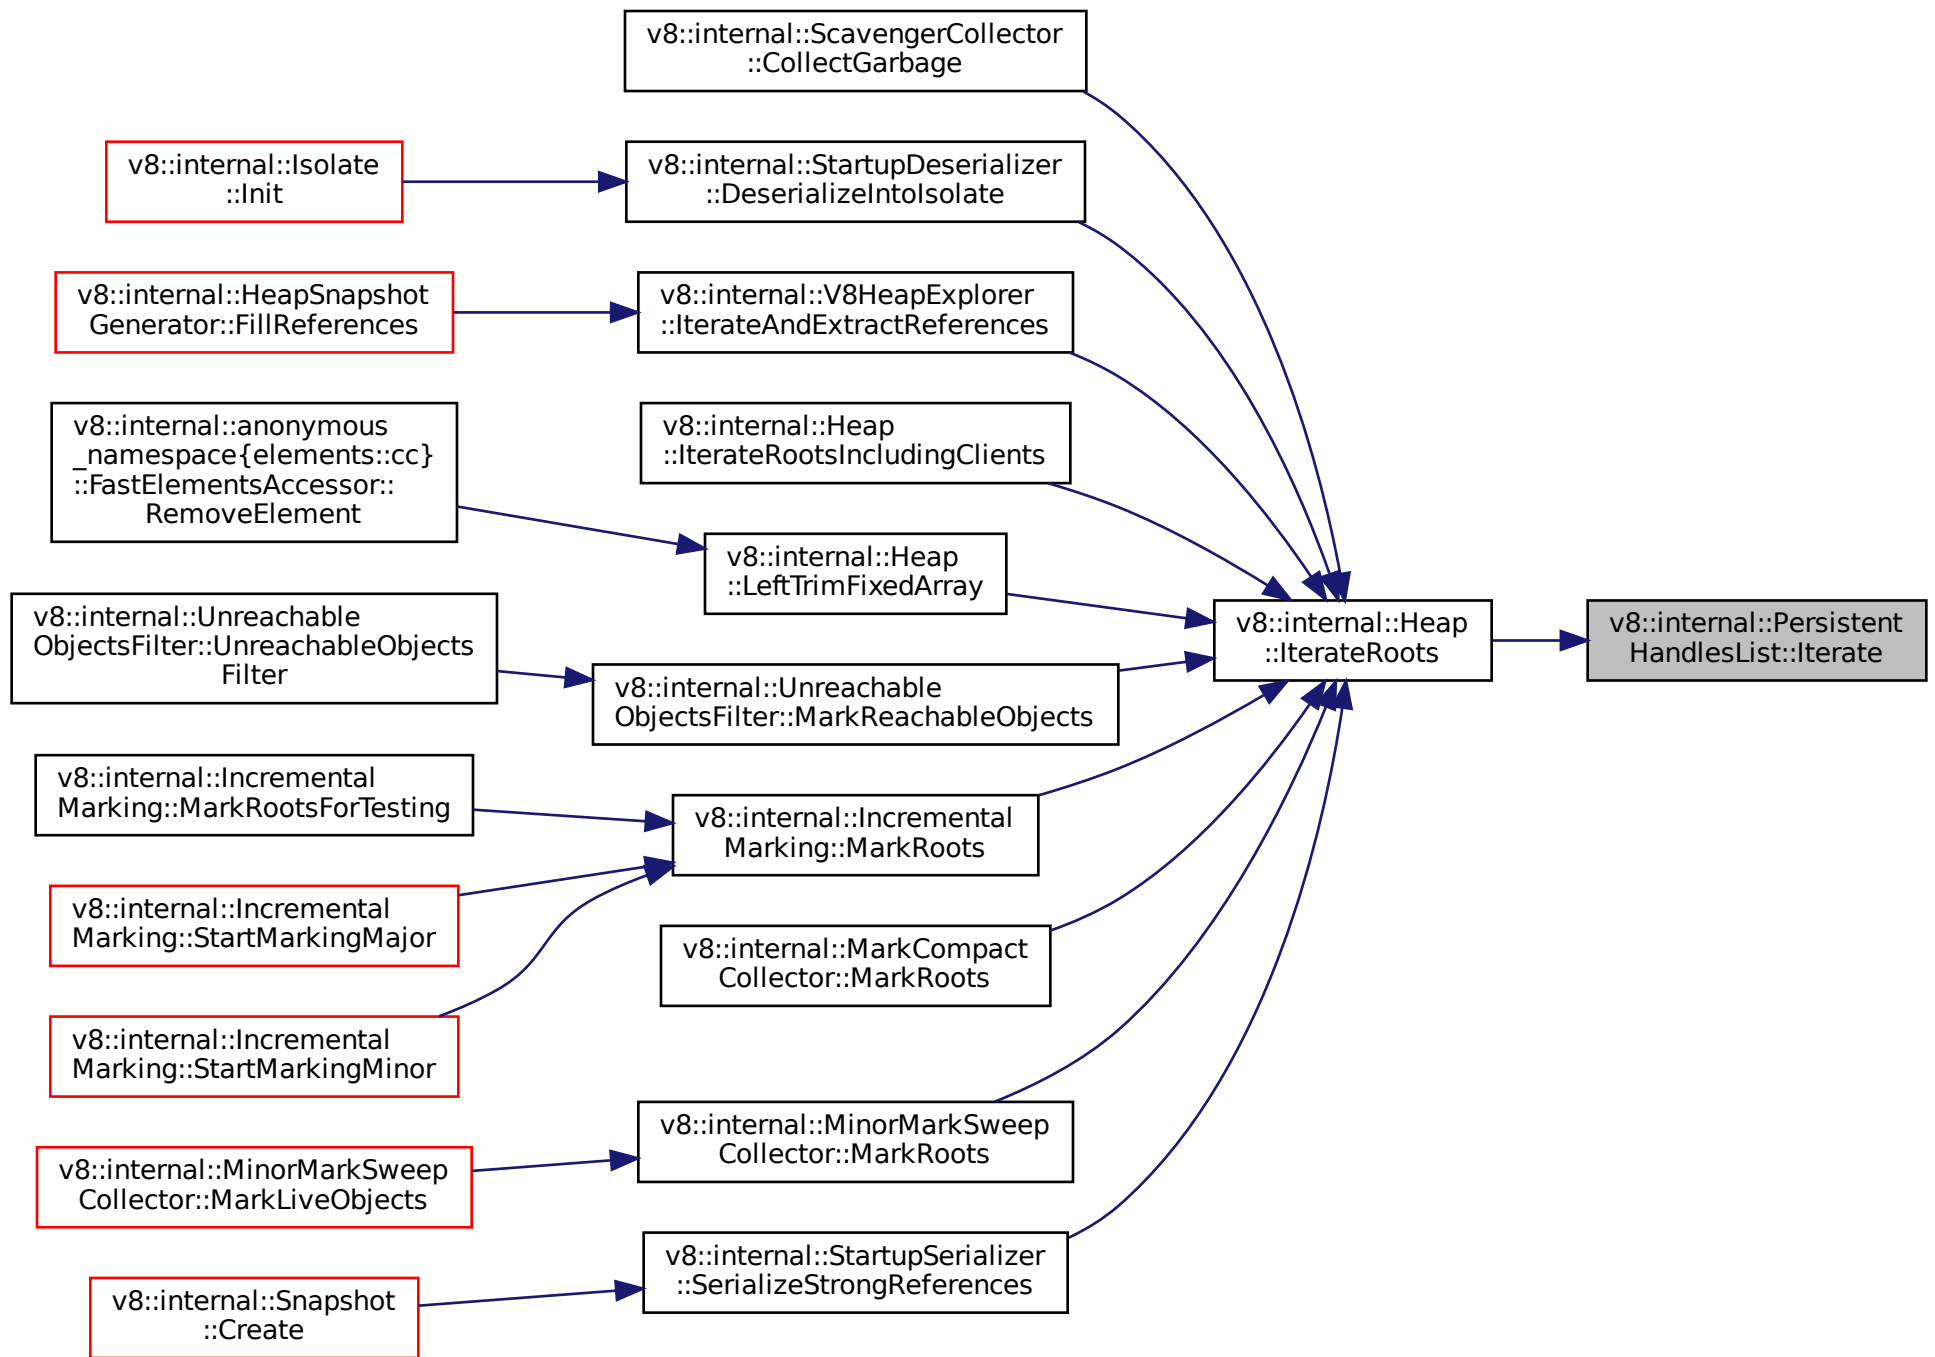 v8::internal::ScavengerCollector
::CollectGarbage
v8::internal::Isolate
::Init
v8::internal::StartupDeserializer
::DeserializeIntoIsolate
v8::internal::HeapSnapshot
Generator::FillReferences
v8::internal::V8HeapExplorer
::IterateAndExtractReferences
v8::internal::anonymous
_namespace{elements::cc}
::FastElementsAccessor::
RemoveElement
v8::internal::Heap
::IterateRootsIncludingClients
v8::internal::Heap
::LeftTrimFixedArray
v8::internal::Unreachable
ObjectsFilter::UnreachableObjects
Filter
v8::internal::Unreachable
ObjectsFilter::MarkReachableObjects
v8::internal::Heap
::IterateRoots
v8::internal::Persistent
HandlesList::Iterate
v8::internal::Incremental
Marking::MarkRootsForTesting
v8::internal::Incremental
Marking::MarkRoots
v8::internal::Incremental
Marking::StartMarkingMajor
v8::internal::MarkCompact
Collector::MarkRoots
v8::internal::Incremental
Marking::StartMarkingMinor
v8::internal::MinorMarkSweep
Collector::MarkRoots
v8::internal::MinorMarkSweep
Collector::MarkLiveObjects
v8::internal::StartupSerializer
::SerializeStrongReferences
v8::internal::Snapshot
::Create